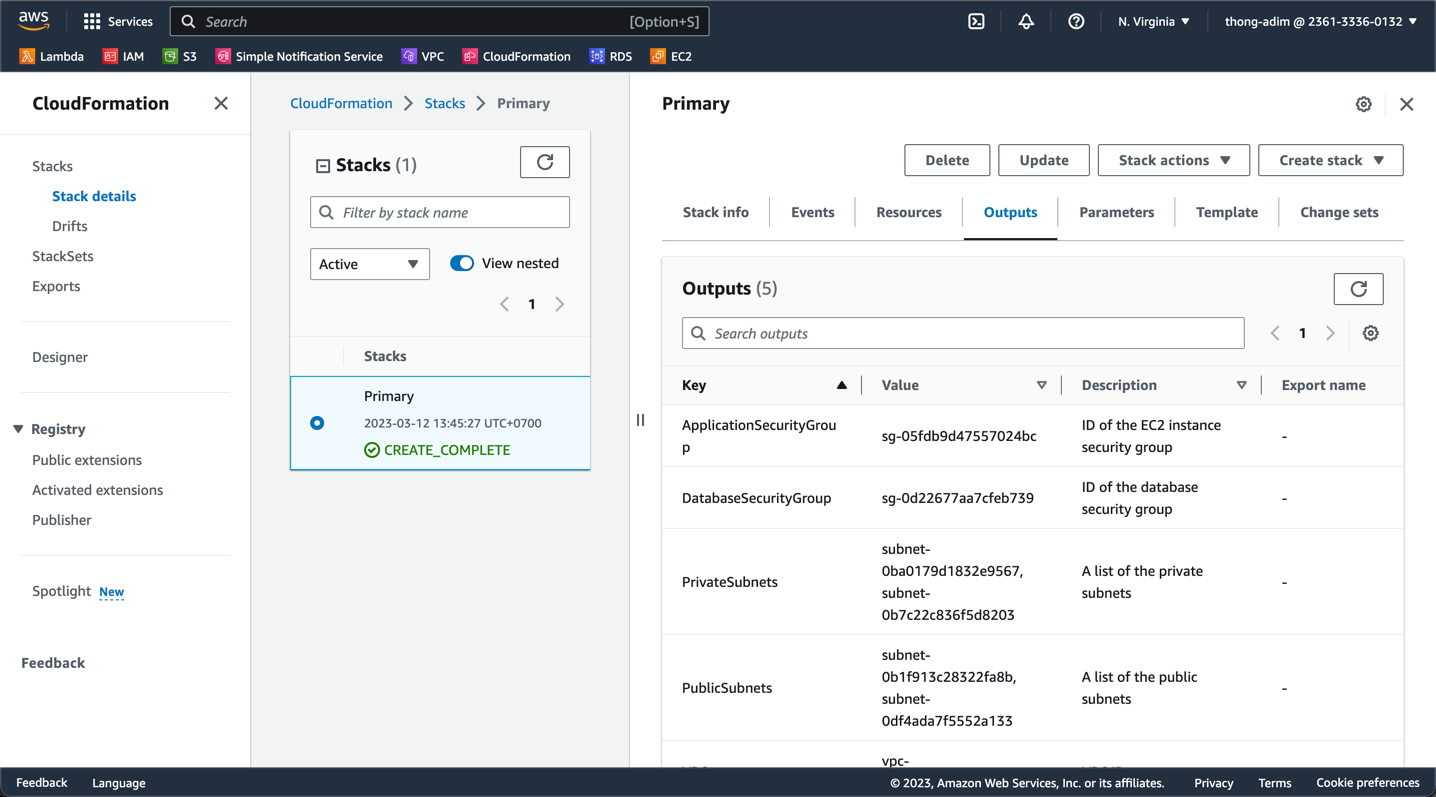 aws
Services
Search
[Option+S]
N. Virginia
thong-adim @ 2361-3336-0132
Lambda
IAM
S3
Simple Notification Service
VPC
CloudFormation
RDS
EC2
CloudFormation
Stacks
Stack details
Drifts
StackSets
Exports
Designer
Registry
Public extensions
Activated extensions
Publisher
Spotlight New
Feedback
CloudFormation
Stacks
Primary
Stacks (1)
Filter by stack name
Active
View nested
1
Stacks
Primary
2023-03-12 13:45:27 UTC+0700
CREATE_COMPLETE
Primary
Delete
Update
Stack actions
Create stack
Stack info
Events
Resources
Outputs
Parameters
Template
Change sets
Outputs (5)
Search outputs
1
Key
Value
Description
Export name
ApplicationSecurityGrou
p
sg-05fdb9d47557024bc
ID of the EC2 instance
security group
-
DatabaseSecurityGroup
sg-0d22677aa7cfeb739
ID of the database
security group
-
PrivateSubnets
subnet-
0ba0179d1832e9567,
subnet-
0b7c22c836f5d8203
A list of the private
subnets
-
PublicSubnets
subnet-
0b1f913c28322fa8b,
subnet-
0df4ada7f5552a133
A list of the public
subnets
-
vpc-
Feedback
Language
© 2023, Amazon Web Services, Inc. or its affiliates.
Privacy
Terms
Cookie preferences